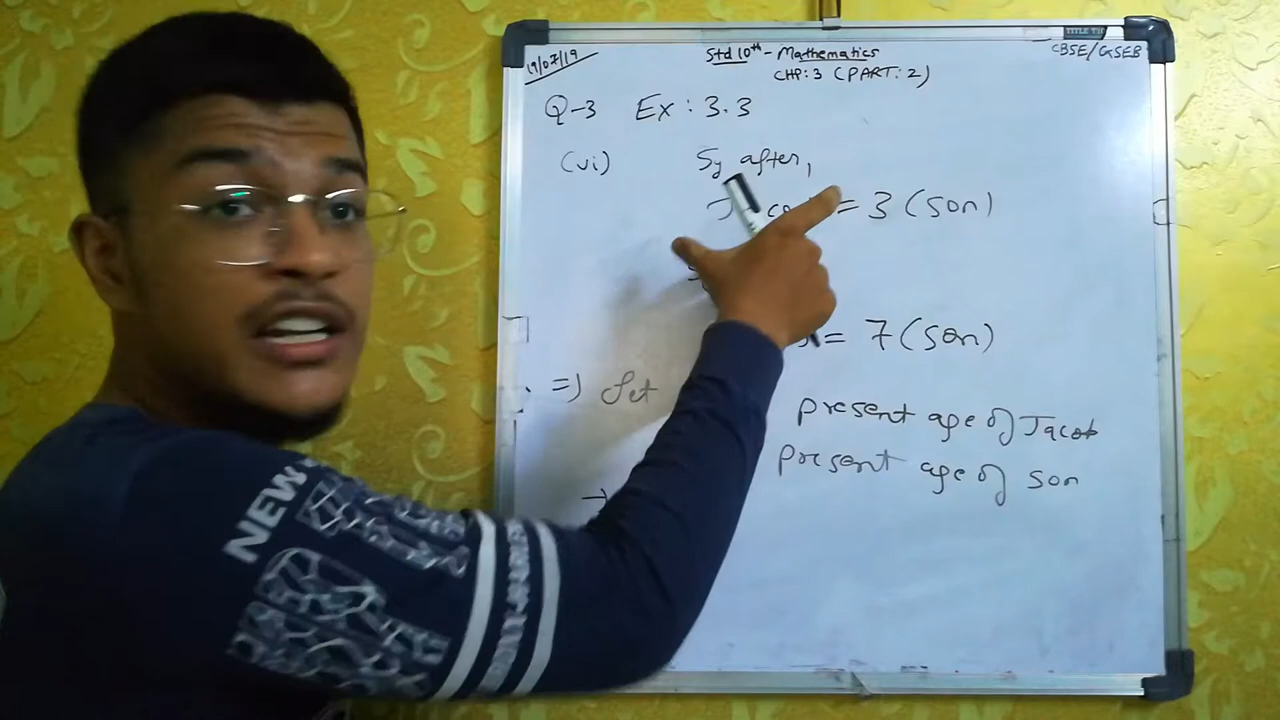 19/07/19
Std 10th - Mathematics
CBSE/GSEB
CHP: 3 (PART: 2)
Q-3 Ex: 3.3
(vi) 5y after,
= 3 (son)
= 7 (son)
=) Let
present age of Jacob
present age of son
NEW